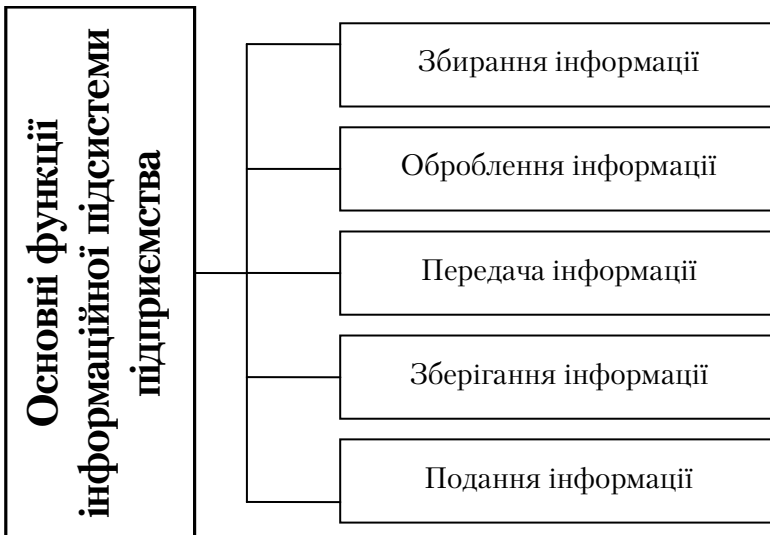 Основні функції
інформаційної підсистеми
підприємства
Збирання інформації
Оброблення інформації
Передача інформації
Зберігання інформації
Подання інформації